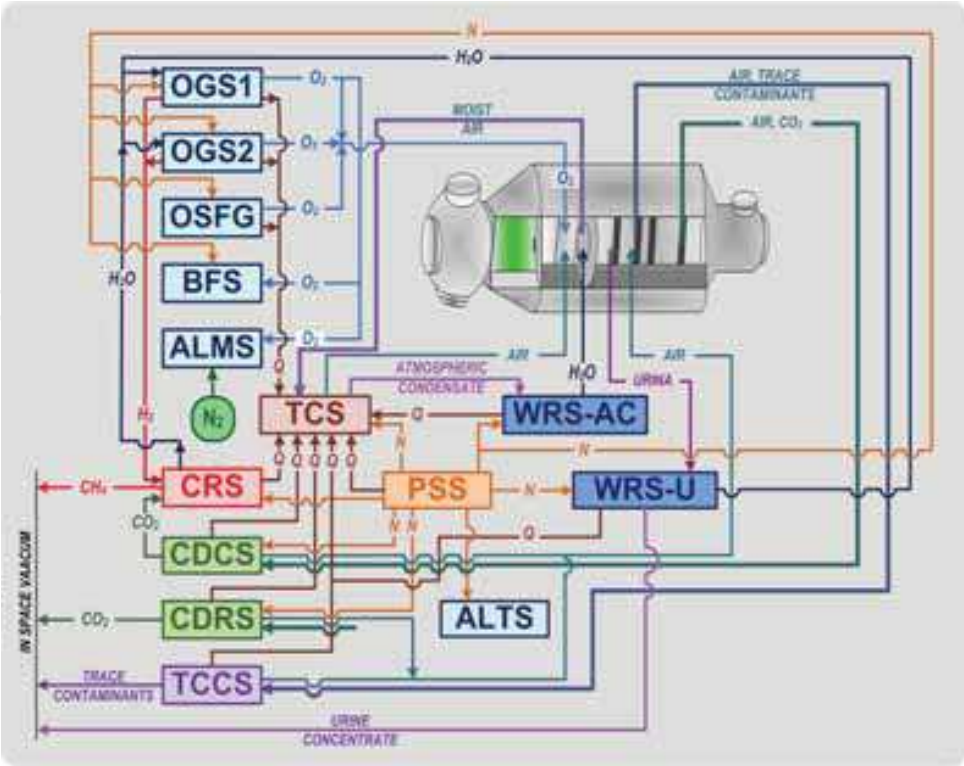 N
H₂O
AIR, TRACE
CONTAMINANTS
OGS1
O₂
MOIST
AIR
AIR, CO₂
OGS2
O₂
O₂
OSFG
O₂
H₂O
BFS
O₂
ALMS
O₂
AIR
AIR
ATMOSPHERIC
CONDENSATE
H₂O
URINA
Q
N₂
H₂
TCS
Q
WRS-AC
N
N
Q
Q
Q
Q
Q
CH₄
CRS
PSS
N
WRS-U
CO₂
N
N
Q
CDCS
IN SPACE VAACUM
CO₂
CDRS
ALTS
TRACE
CONTAMINANTS
TCCS
URINE
CONCENTRATE